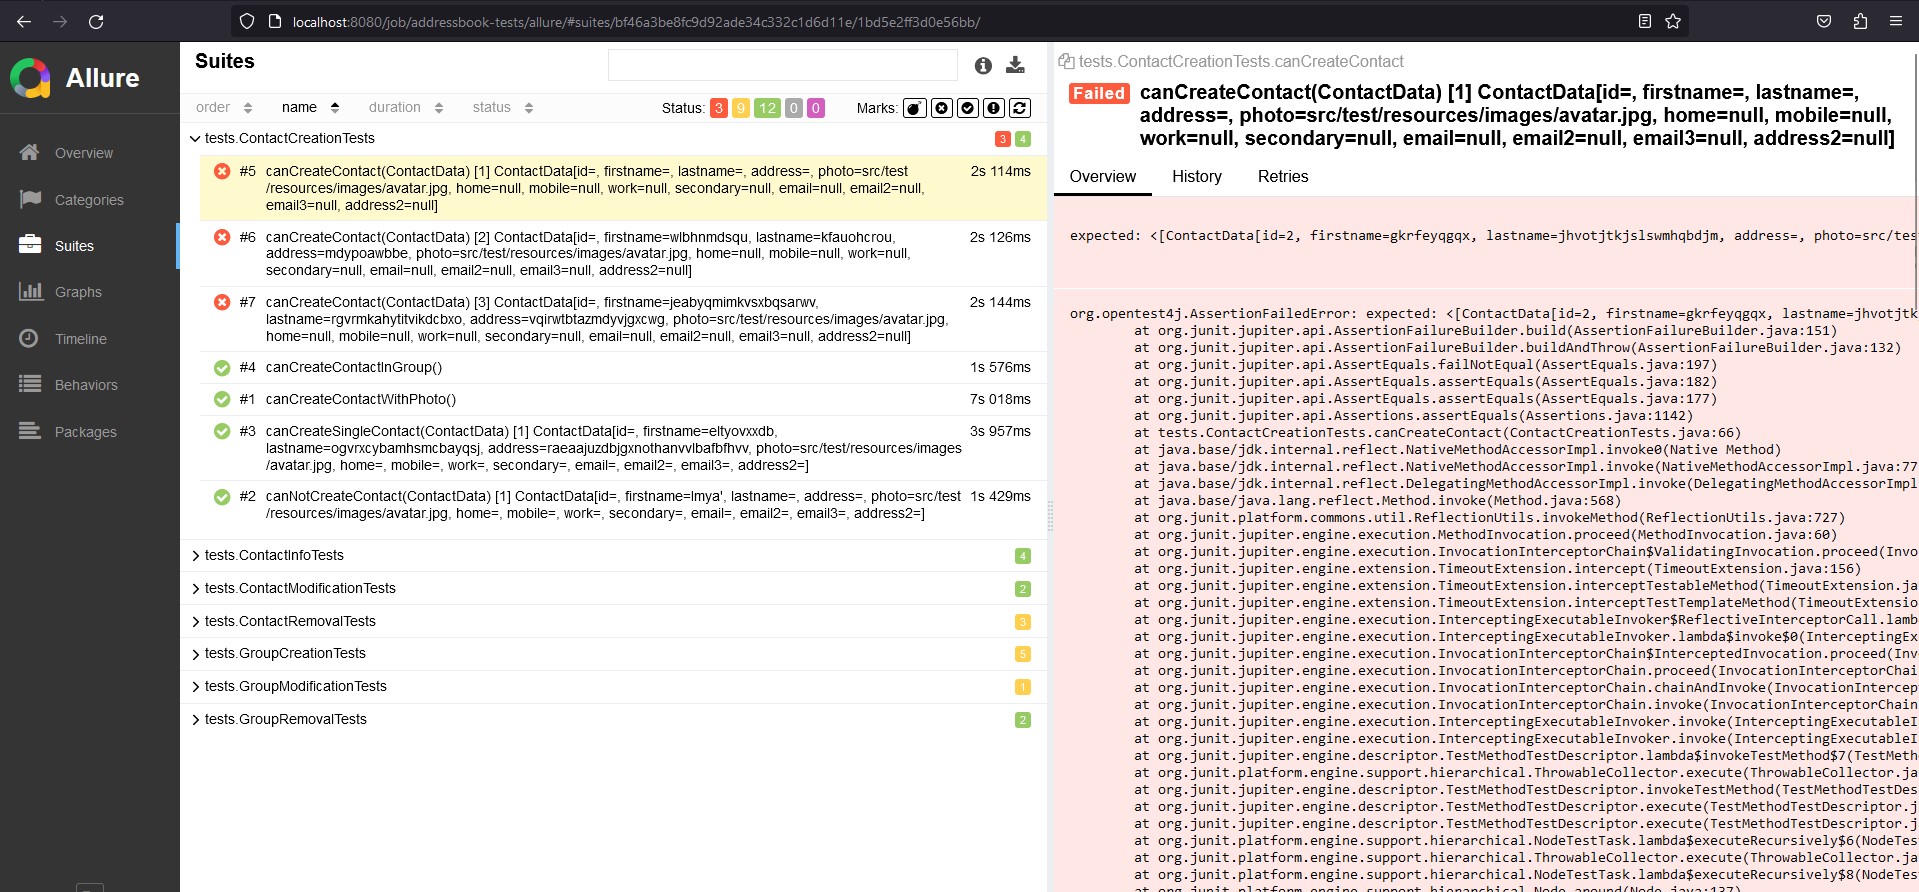 localhost:8080/job/addressbook-tests/allure/#suites/bf46a3be8fc9d92ade34c332c1d6d11e/1bd5e2ff3d0e56bb/
Allure
Overview
Categories
Suites
Graphs
Timeline
Behaviors
Packages
Suites
order name duration status Status: 3 9 12 0 0 Marks:
tests.ContactCreationTests 3 4
#5 canCreateContact(ContactData) [1] ContactData[id=, firstname=, lastname=, address=, photo=src/test 2s 114ms
/resources/images/avatar.jpg, home=null, mobile=null, work=null, secondary=null, email=null, email2=null,
email3=null, address2=null]
#6 canCreateContact(ContactData) [2] ContactData[id=, firstname=wlbhnmdsqu, lastname=kfauohcrou, 2s 126ms
address=mdypoawbbe, photo=src/test/resources/images/avatar.jpg, home=null, mobile=null, work=null,
secondary=null, email=null, email2=null, email3=null, address2=null]
#7 canCreateContact(ContactData) [3] ContactData[id=, firstname=jeabyqmimkvsxbqsarwv, 2s 144ms
lastname=rgvrmkahytitvikdcbxo, address=vqirwtbtazmdyvjgxcwg, photo=src/test/resources/images/avatar.jpg,
home=null, mobile=null, work=null, secondary=null, email=null, email2=null, email3=null, address2=null]
#4 canCreateContactInGroup() 1s 576ms
#1 canCreateContactWithPhoto() 7s 018ms
#3 canCreateSingleContact(ContactData) [1] ContactData[id=, firstname=eltyovxxdb, 3s 957ms
lastname=ogvrxcybamhsmcbayqsj, address=raeaajuzdbjgxnothanvvlbafbfhvv, photo=src/test/resources/images
/avatar.jpg, home=, mobile=, work=, secondary=, email=, email2=, email3=, address2=]
#2 canNotCreateContact(ContactData) [1] ContactData[id=, firstname=lmya', lastname=, address=, photo=src/test 1s 429ms
/resources/images/avatar.jpg, home=, mobile=, work=, secondary=, email=, email2=, email3=, address2=]
tests.ContactInfoTests 4
tests.ContactModificationTests 2
tests.ContactRemovalTests 3
tests.GroupCreationTests 5
tests.GroupModificationTests 1
tests.GroupRemovalTests 2
tests.ContactCreationTests.canCreateContact
Failed canCreateContact(ContactData) [1] ContactData[id=, firstname=, lastname=,
address=, photo=src/test/resources/images/avatar.jpg, home=null, mobile=null,
work=null, secondary=null, email=null, email2=null, email3=null, address2=null]
Overview History Retries
expected: <[ContactData[id=2, firstname=gkrfeyqgqx, lastname=jhvotjtkjslswmhqbdjm, address=, photo=src/tes
org.opentest4j.AssertionFailedError: expected: <[ContactData[id=2, firstname=gkrfeyqgqx, lastname=jhvotjtk
at org.junit.jupiter.api.AssertionFailureBuilder.build(AssertionFailureBuilder.java:151)
at org.junit.jupiter.api.AssertionFailureBuilder.buildAndThrow(AssertionFailureBuilder.java:132)
at org.junit.jupiter.api.AssertEquals.failNotEqual(AssertEquals.java:197)
at org.junit.jupiter.api.AssertEquals.assertEquals(AssertEquals.java:182)
at org.junit.jupiter.api.AssertEquals.assertEquals(AssertEquals.java:177)
at org.junit.jupiter.api.Assertions.assertEquals(Assertions.java:1142)
at tests.ContactCreationTests.canCreateContact(ContactCreationTests.java:66)
at java.base/jdk.internal.reflect.NativeMethodAccessorImpl.invoke0(Native Method)
at java.base/jdk.internal.reflect.NativeMethodAccessorImpl.invoke(NativeMethodAccessorImpl.java:77
at java.base/jdk.internal.reflect.DelegatingMethodAccessorImpl.invoke(DelegatingMethodAccessorImpl
at java.base/java.lang.reflect.Method.invoke(Method.java:568)
at org.junit.platform.commons.util.ReflectionUtils.invokeMethod(ReflectionUtils.java:727)
at org.junit.jupiter.engine.execution.MethodInvocation.proceed(MethodInvocation.java:60)
at org.junit.jupiter.engine.execution.InvocationInterceptorChain$ValidatingInvocation.proceed(Invo
at org.junit.jupiter.engine.extension.TimeoutExtension.intercept(TimeoutExtension.java:156)
at org.junit.jupiter.engine.extension.TimeoutExtension.interceptTestableMethod(TimeoutExtension.ja
at org.junit.jupiter.engine.extension.TimeoutExtension.interceptTestTemplateMethod(TimeoutExtensio
at org.junit.jupiter.engine.execution.InterceptingExecutableInvoker$ReflectiveInterceptorCall.lamb
at org.junit.jupiter.engine.execution.InterceptingExecutableInvoker.lambda$invoke$0(InterceptingEx
at org.junit.jupiter.engine.execution.InvocationInterceptorChain$InterceptedInvocation.proceed(Inv
at org.junit.jupiter.engine.execution.InvocationInterceptorChain.proceed(InvocationInterceptorChai
at org.junit.jupiter.engine.execution.InvocationInterceptorChain.chainAndInvoke(InvocationIntercep
at org.junit.jupiter.engine.execution.InvocationInterceptorChain.invoke(InvocationInterceptorChain
at org.junit.jupiter.engine.execution.InterceptingExecutableInvoker.invoke(InterceptingExecutableI
at org.junit.jupiter.engine.execution.InterceptingExecutableInvoker.invoke(InterceptingExecutableI
at org.junit.jupiter.engine.descriptor.TestMethodTestDescriptor.lambda$invokeTestMethod$7(TestMeth
at org.junit.platform.engine.support.hierarchical.ThrowableCollector.execute(ThrowableCollector.ja
at org.junit.jupiter.engine.descriptor.TestMethodTestDescriptor.invokeTestMethod(TestMethodTestDes
at org.junit.jupiter.engine.descriptor.TestMethodTestDescriptor.execute(TestMethodTestDescriptor.j
at org.junit.jupiter.engine.descriptor.TestMethodTestDescriptor.execute(TestMethodTestDescriptor.j
at org.junit.platform.engine.support.hierarchical.NodeTestTask.lambda$executeRecursively$6(NodeTes
at org.junit.platform.engine.support.hierarchical.ThrowableCollector.execute(ThrowableCollector.ja
at org.junit.platform.engine.support.hierarchical.NodeTestTask.lambda$executeRecursively$8(NodeTes
at org.junit.platform.engine.support.hierarchical.Node.around(Node.java:137)